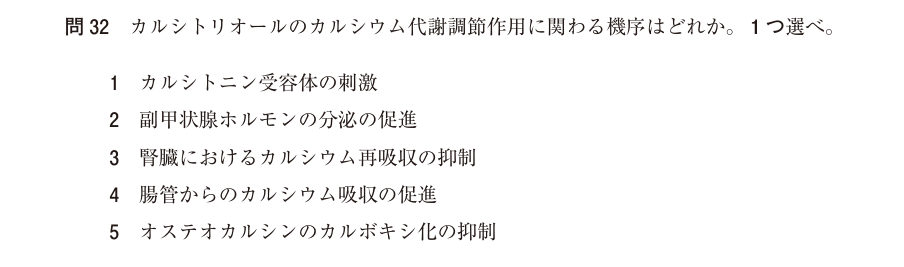 問 32　カルシトリオールのカルシウム代謝調節作用に関わる機序はどれか。1つ選べ。
1　カルシトニン受容体の刺激
2　副甲状腺ホルモンの分泌の促進
3　腎臓におけるカルシウム再吸収の抑制
4　腸管からのカルシウム吸収の促進
5　オステオカルシンのカルボキシ化の抑制